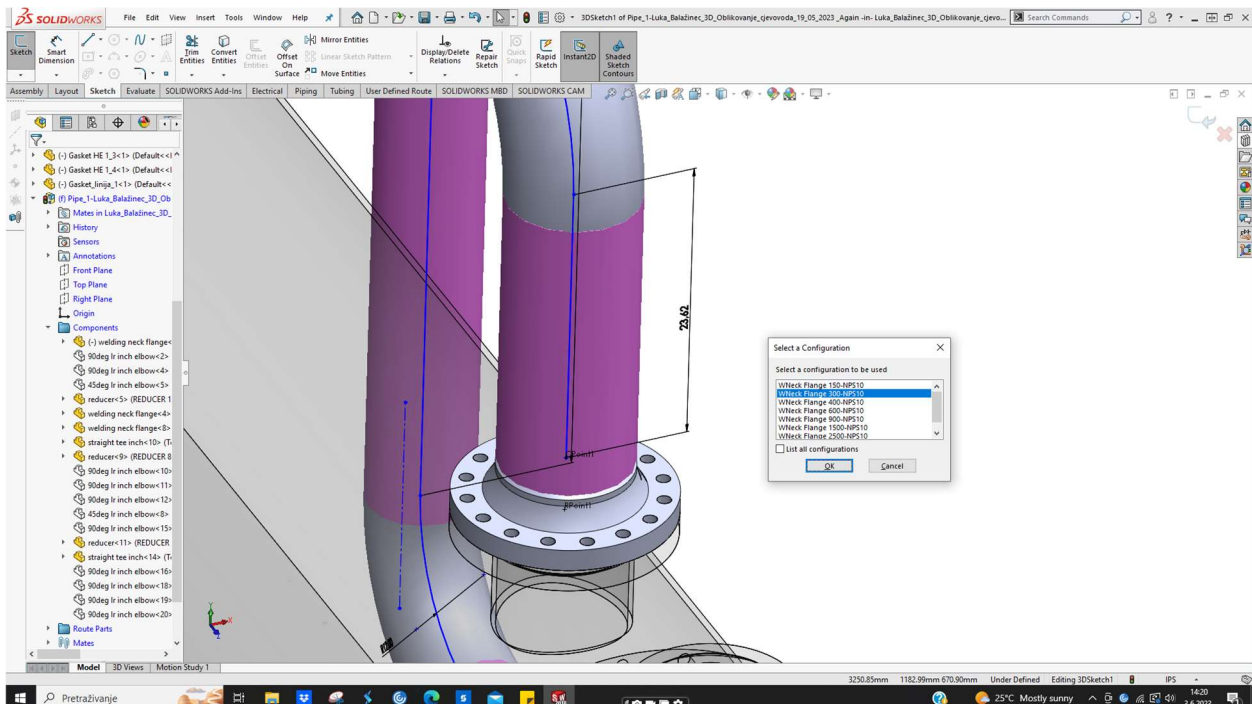 SOLIDWORKS File Edit View Insert Tools Window Help 3DSketch1 of Pipe_1-Luka_Balažinec_3D_Oblikovanje_cjevovoda_19_05_2023 _Again -in- Luka_Balažinec_3D_Oblikovanje_cjevo... Search Commands
Sketch Smart Dimension Trim Entities Convert Entities Offset Entities Offset On Surface Mirror Entities Linear Sketch Pattern Move Entities Display/Delete Relations Repair Sketch Quick Snaps Rapid Sketch Instant2D Shaded Sketch Contours
Assembly Layout Sketch Evaluate SOLIDWORKS Add-Ins Electrical Piping Tubing User Defined Route SOLIDWORKS MBD SOLIDWORKS CAM
(-) Gasket HE 1_3<1> (Default<<
(-) Gasket HE 1_4<1> (Default<<
(-) Gasket_linija_1<1> (Default<<
(f) Pipe_1-Luka_Balažinec_3D_Ob
Mates in Luka_Balažinec_3D_
History
Sensors
Annotations
Front Plane
Top Plane
Right Plane
Origin
Components
(-) welding neck flange<
90deg lr inch elbow<2>
90deg lr inch elbow<4>
45deg lr inch elbow<5>
reducer<5> (REDUCER 1
welding neck flange<4>
welding neck flange<8>
straight tee inch<10> (T
reducer<9> (REDUCER 8
90deg lr inch elbow<10>
90deg lr inch elbow<11>
90deg lr inch elbow<12>
45deg lr inch elbow<8>
90deg lr inch elbow<15>
reducer<11> (REDUCER
straight tee inch<14> (T
90deg lr inch elbow<16>
90deg lr inch elbow<18>
90deg lr inch elbow<19>
90deg lr inch elbow<20>
Route Parts
Mates
23,62
Select a Configuration
Select a configuration to be used
WNeck Flange 150-NPS10
WNeck Flange 300-NPS10
WNeck Flange 400-NPS10
WNeck Flange 600-NPS10
WNeck Flange 900-NPS10
WNeck Flange 1500-NPS10
WNeck Flange 2500-NPS10
List all configurations
OK Cancel
Model 3D Views Motion Study 1
3250.85mm 1182.99mm 670.90mm Under Defined Editing 3DSketch1 IPS
Pretraživanje 25°C Mostly sunny 14:20